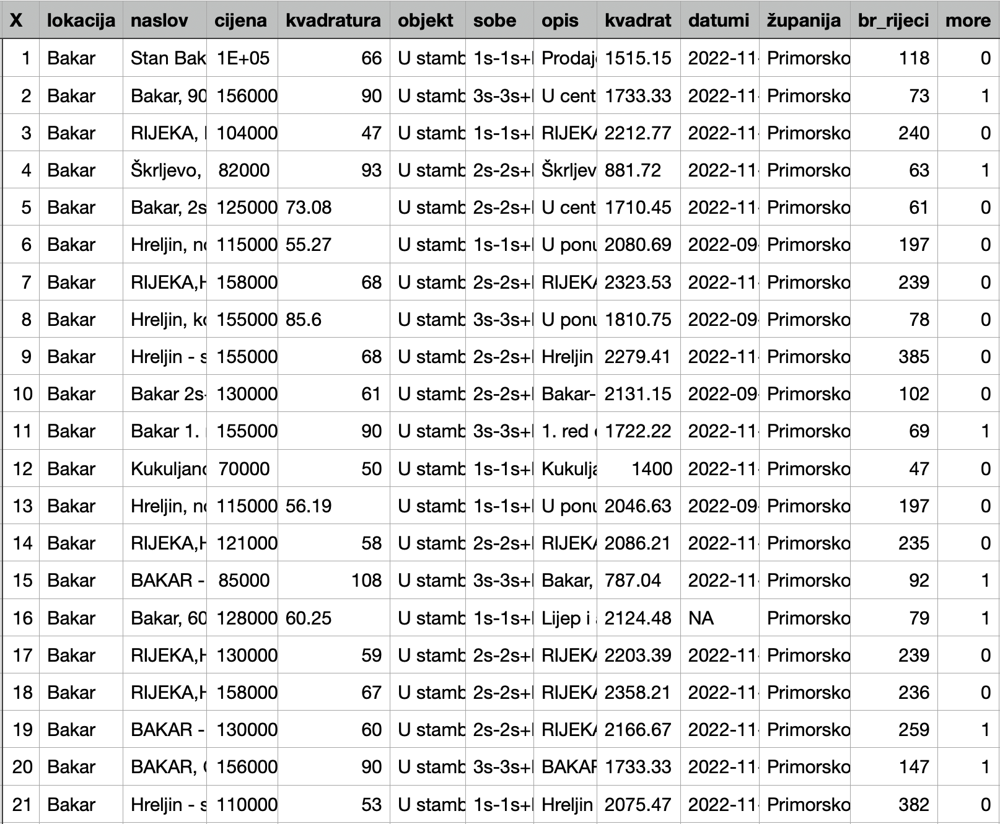 X lokacija naslov cijena kvadratura objekt sobe opis kvadrat datumi županija br_rijeci more
1 Bakar Stan Bak 1E+05 66 U stamb 1s-1s+ Prodaj 1515.15 2022-11- Primorsko 118 0
2 Bakar Bakar, 90 156000 90 U stamb 3s-3s+ U cent 1733.33 2022-11- Primorsko 73 1
3 Bakar RIJEKA, 104000 47 U stamb 1s-1s+ RIJEKA 2212.77 2022-11- Primorsko 240 0
4 Bakar Škrljevo, 82000 93 U stamb 2s-2s+ Škrljev 881.72 2022-11- Primorsko 63 1
5 Bakar Bakar, 2s 125000 73.08 U stamb 2s-2s+ U cent 1710.45 2022-11- Primorsko 61 0
6 Bakar Hreljin, no 115000 55.27 U stamb 1s-1s+ U ponu 2080.69 2022-09- Primorsko 197 0
7 Bakar RIJEKA,H 158000 68 U stamb 2s-2s+ RIJEKA 2323.53 2022-11- Primorsko 239 0
8 Bakar Hreljin, ko 155000 85.6 U stamb 3s-3s+ U ponu 1810.75 2022-09- Primorsko 78 0
9 Bakar Hreljin - s 155000 68 U stamb 2s-2s+ Hreljin 2279.41 2022-11- Primorsko 385 0
10 Bakar Bakar 2s- 130000 61 U stamb 2s-2s+ Bakar- 2131.15 2022-09- Primorsko 102 0
11 Bakar Bakar 1. 155000 90 U stamb 3s-3s+ 1. red 1722.22 2022-11- Primorsko 69 1
12 Bakar Kukuljano 70000 50 U stamb 1s-1s+ Kukulja 1400 2022-11- Primorsko 47 0
13 Bakar Hreljin, no 115000 56.19 U stamb 1s-1s+ U ponu 2046.63 2022-09- Primorsko 197 0
14 Bakar RIJEKA,H 121000 58 U stamb 2s-2s+ RIJEKA 2086.21 2022-11- Primorsko 235 0
15 Bakar BAKAR - 85000 108 U stamb 3s-3s+ Bakar, 787.04 2022-11- Primorsko 92 1
16 Bakar Bakar, 60 128000 60.25 U stamb 1s-1s+ Lijep i 2124.48 NA Primorsko 79 1
17 Bakar RIJEKA,H 130000 59 U stamb 2s-2s+ RIJEKA 2203.39 2022-11- Primorsko 239 0
18 Bakar RIJEKA,H 158000 67 U stamb 2s-2s+ RIJEKA 2358.21 2022-11- Primorsko 236 0
19 Bakar BAKAR - 130000 60 U stamb 2s-2s+ RIJEKA 2166.67 2022-11- Primorsko 259 1
20 Bakar BAKAR, 156000 90 U stamb 3s-3s+ BAKAR 1733.33 2022-11- Primorsko 147 1
21 Bakar Hreljin - s 110000 53 U stamb 1s-1s+ Hreljin 2075.47 2022-11- Primorsko 382 0